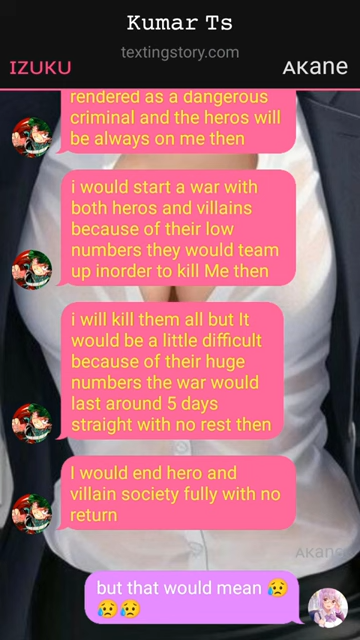 Kumar Ts
textingstory.com
IZUKU
AKane
rendered as a dangerous
criminal and the heros will
be always on me then
i would start a war with
both heros and villains
because of their low
numbers they would team
up inorder to kill Me then
i will kill them all but It
would be a little difficult
because of their huge
numbers the war would
last around 5 days
straight with no rest then
I would end hero and
villain society fully with no
return
AKane
but that would mean 😥
😥😥